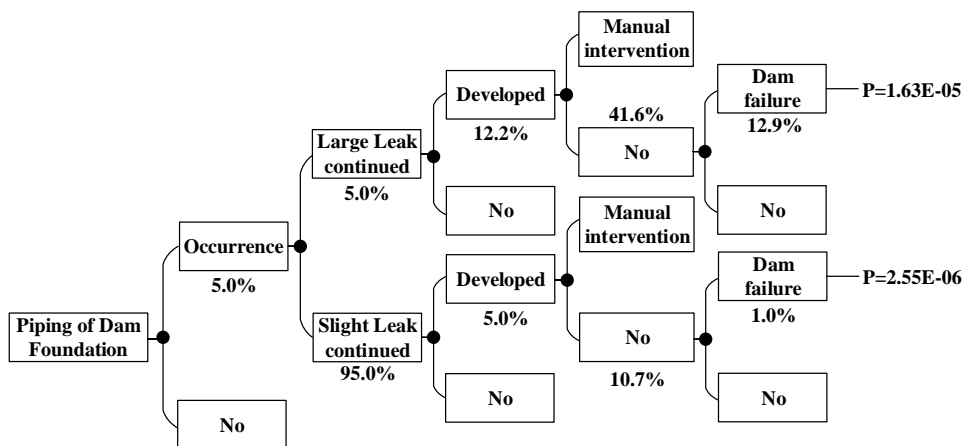 Manual
intervention
Developed
12.2%
41.6%
No
Dam
failure
12.9%
P=1.63E-05
Large Leak
continued
5.0%
No
No
Occurrence
5.0%
Manual
intervention
Developed
5.0%
Dam
failure
1.0%
P=2.55E-06
Piping of Dam
Foundation
Slight Leak
continued
95.0%
No
10.7%
No
No
No